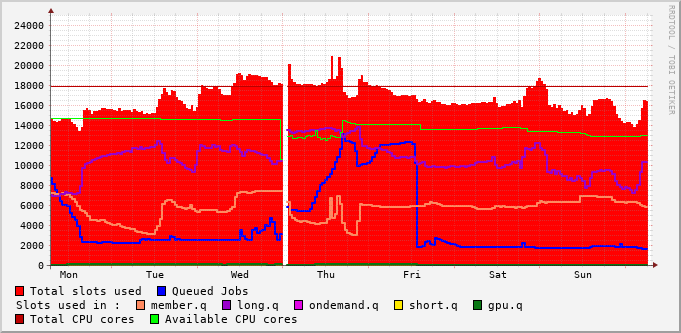 24000
22000
20000
18000
16000
14000
12000
10000
8000
6000
4000
2000
0
Mon Tue Wed Thu Fri Sat Sun
Total slots used Queued Jobs
Slots used in : member.q long.q ondemand.q short.q gpu.q
Total CPU cores Available CPU cores
RRDTOOL / TOBI OETIKER